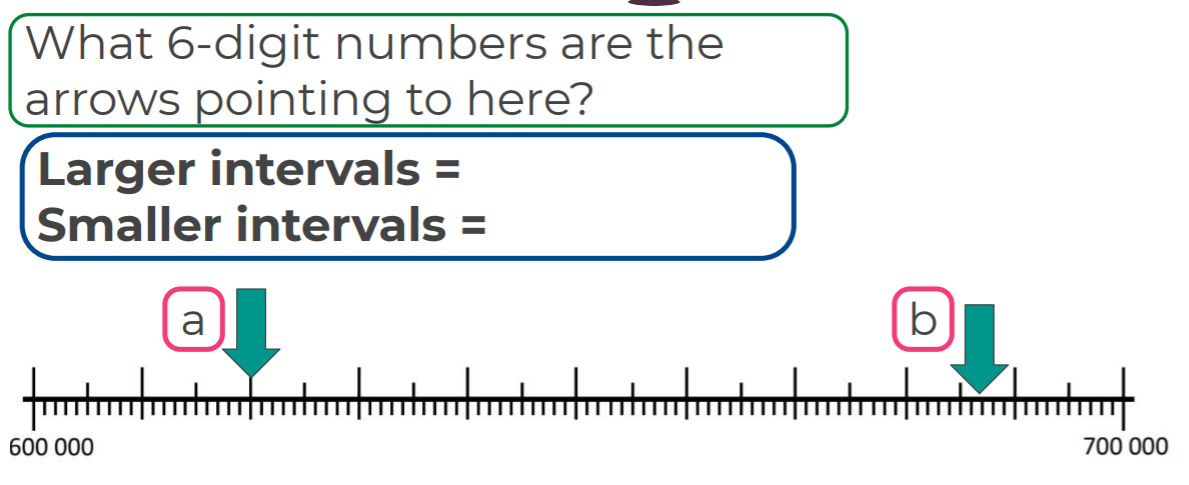 What 6-digit numbers are the
arrows pointing to here?
Larger intervals =
Smaller intervals =
a
b
600 000
700 000